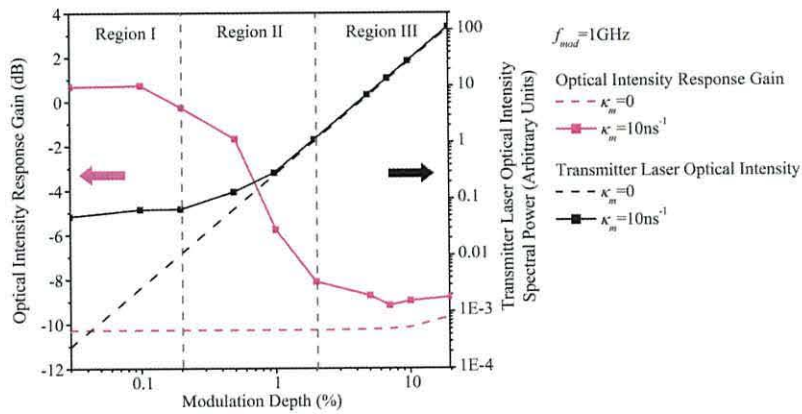 Region I
Region II
Region III
Optical Intensity Response Gain (dB)
4
2
0
-2
-4
-6
-8
-10
-12
0.1
1
10
Modulation Depth (%)
100
10
1
0.1
0.01
1E-3
1E-4
Transmitter Laser Optical Intensity
Spectral Power (Arbitrary Units)
f_mod=1GHz
Optical Intensity Response Gain
κ_m=0
κ_m=10ns⁻¹
Transmitter Laser Optical Intensity
κ_m=0
κ_m=10ns⁻¹